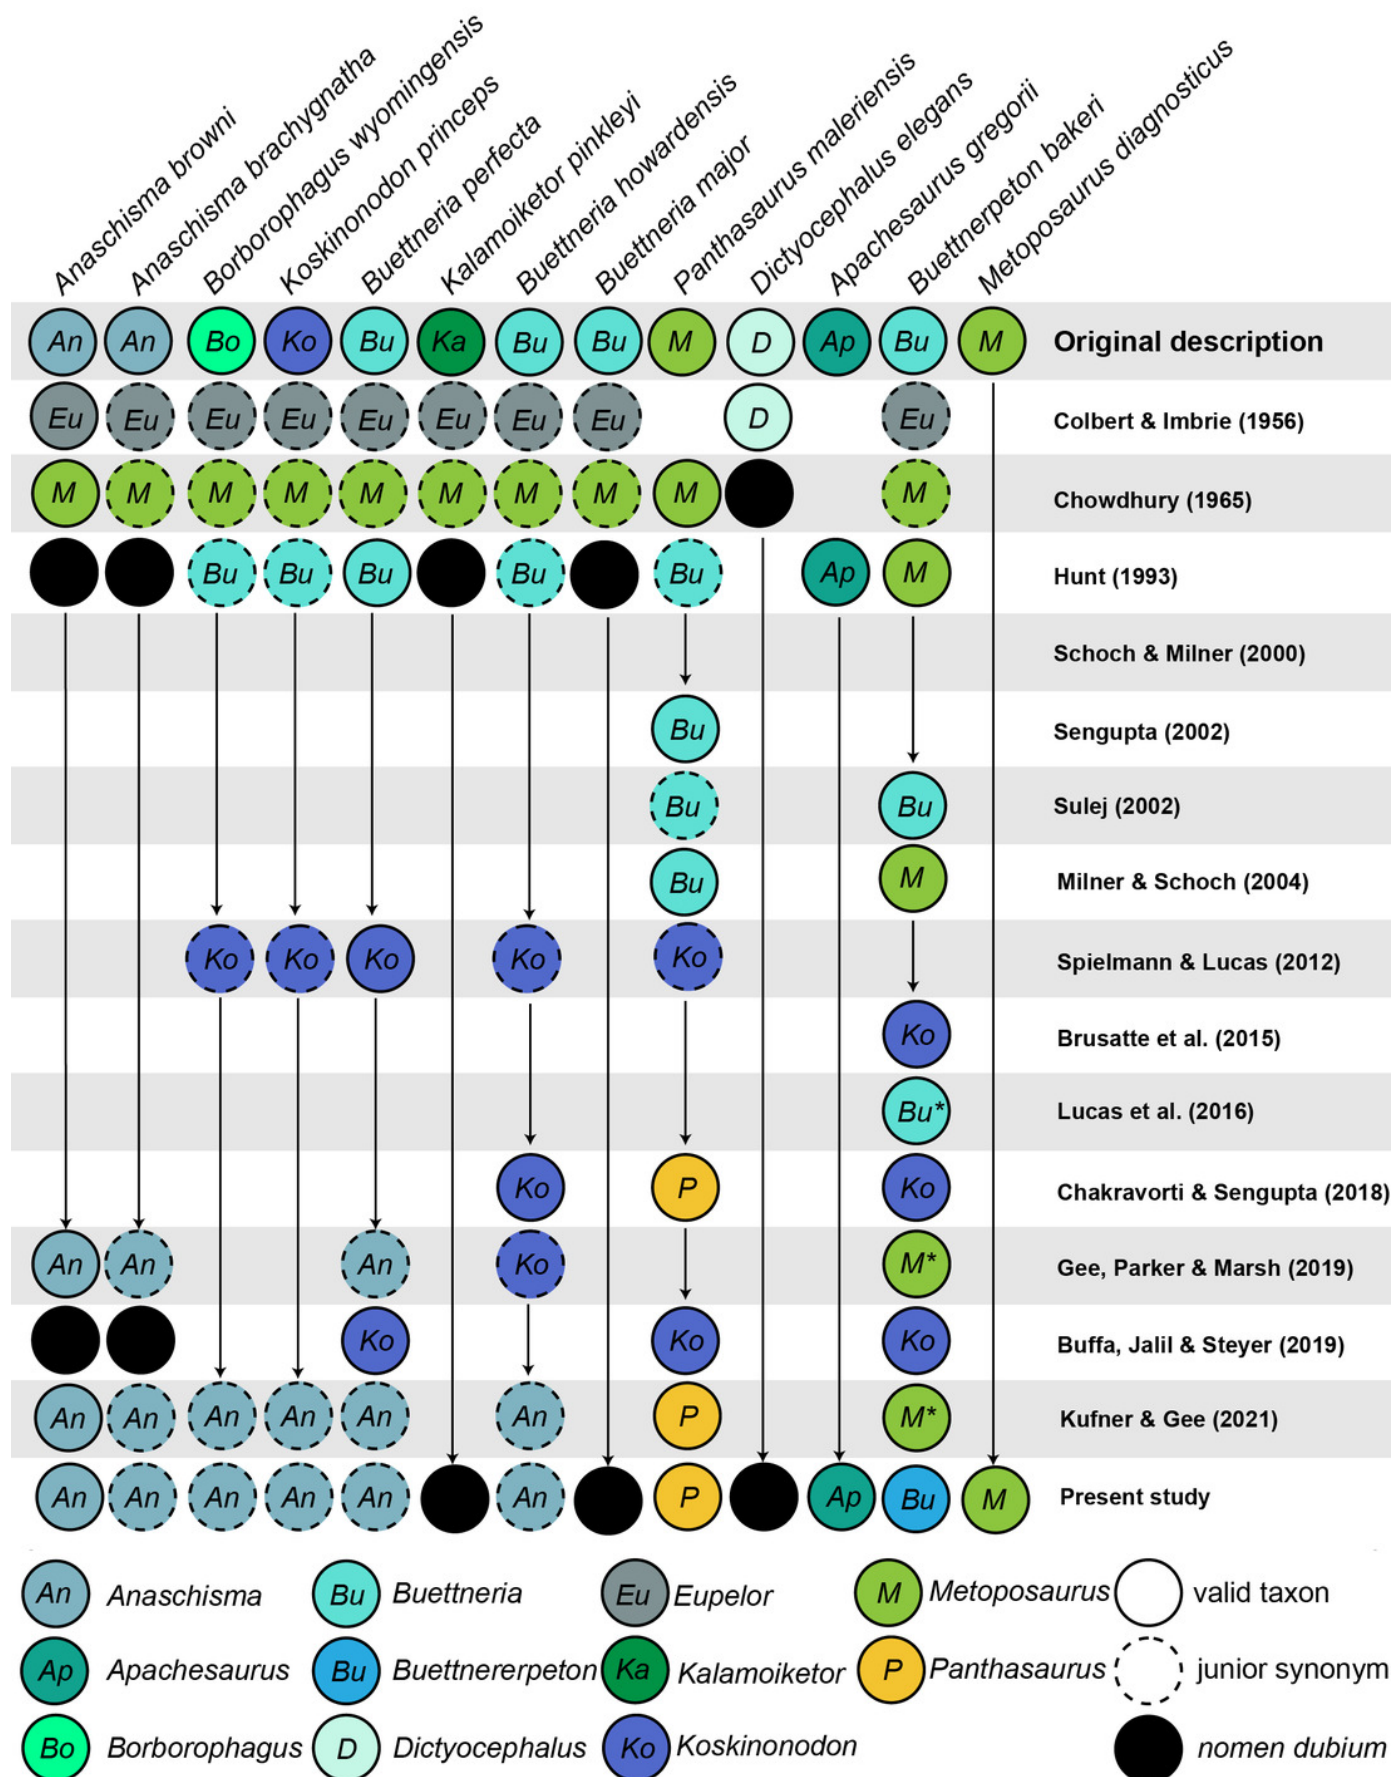 Anaschisma browni
Anaschisma brachygnatha
Borborophagus wyomingensis
Koskinonodon princeps
Buettneria perfecta
Kalamoiketor pinkleyi
Buettneria howardensis
Buettneria major
Panthasaurus maleriensis
Dictyocephalus elegans
Apachesaurus gregorii
Buettnerpeton bakeri
Metoposaurus diagnosticus
An An Bo Ko Bu Ka Bu Bu M D Ap Bu M Original description
Eu Eu Eu Eu Eu Eu Eu Eu D Eu Colbert & Imbrie (1956)
M M M M M M M M M M Chowdhury (1965)
Bu Bu Bu Bu Bu Ap M Hunt (1993)
Schoch & Milner (2000)
Bu Sengupta (2002)
Bu Bu Sulej (2002)
Bu M Milner & Schoch (2004)
Ko Ko Ko Ko Ko Spielmann & Lucas (2012)
Ko Brusatte et al. (2015)
Bu* Lucas et al. (2016)
Ko P Ko Chakravorti & Sengupta (2018)
An An An Ko M* Gee, Parker & Marsh (2019)
Ko Ko Ko Buffa, Jalil & Steyer (2019)
An An An An An An P M* Kufner & Gee (2021)
An An An An An An P Ap Bu M Present study
An Anaschisma Bu Buettneria Eu Eupelor M Metoposaurus valid taxon
Ap Apachesaurus Bu Buettnererpeton Ka Kalamoiketor P Panthasaurus junior synonym
Bo Borborophagus D Dictyocephalus Ko Koskinonodon nomen dubium